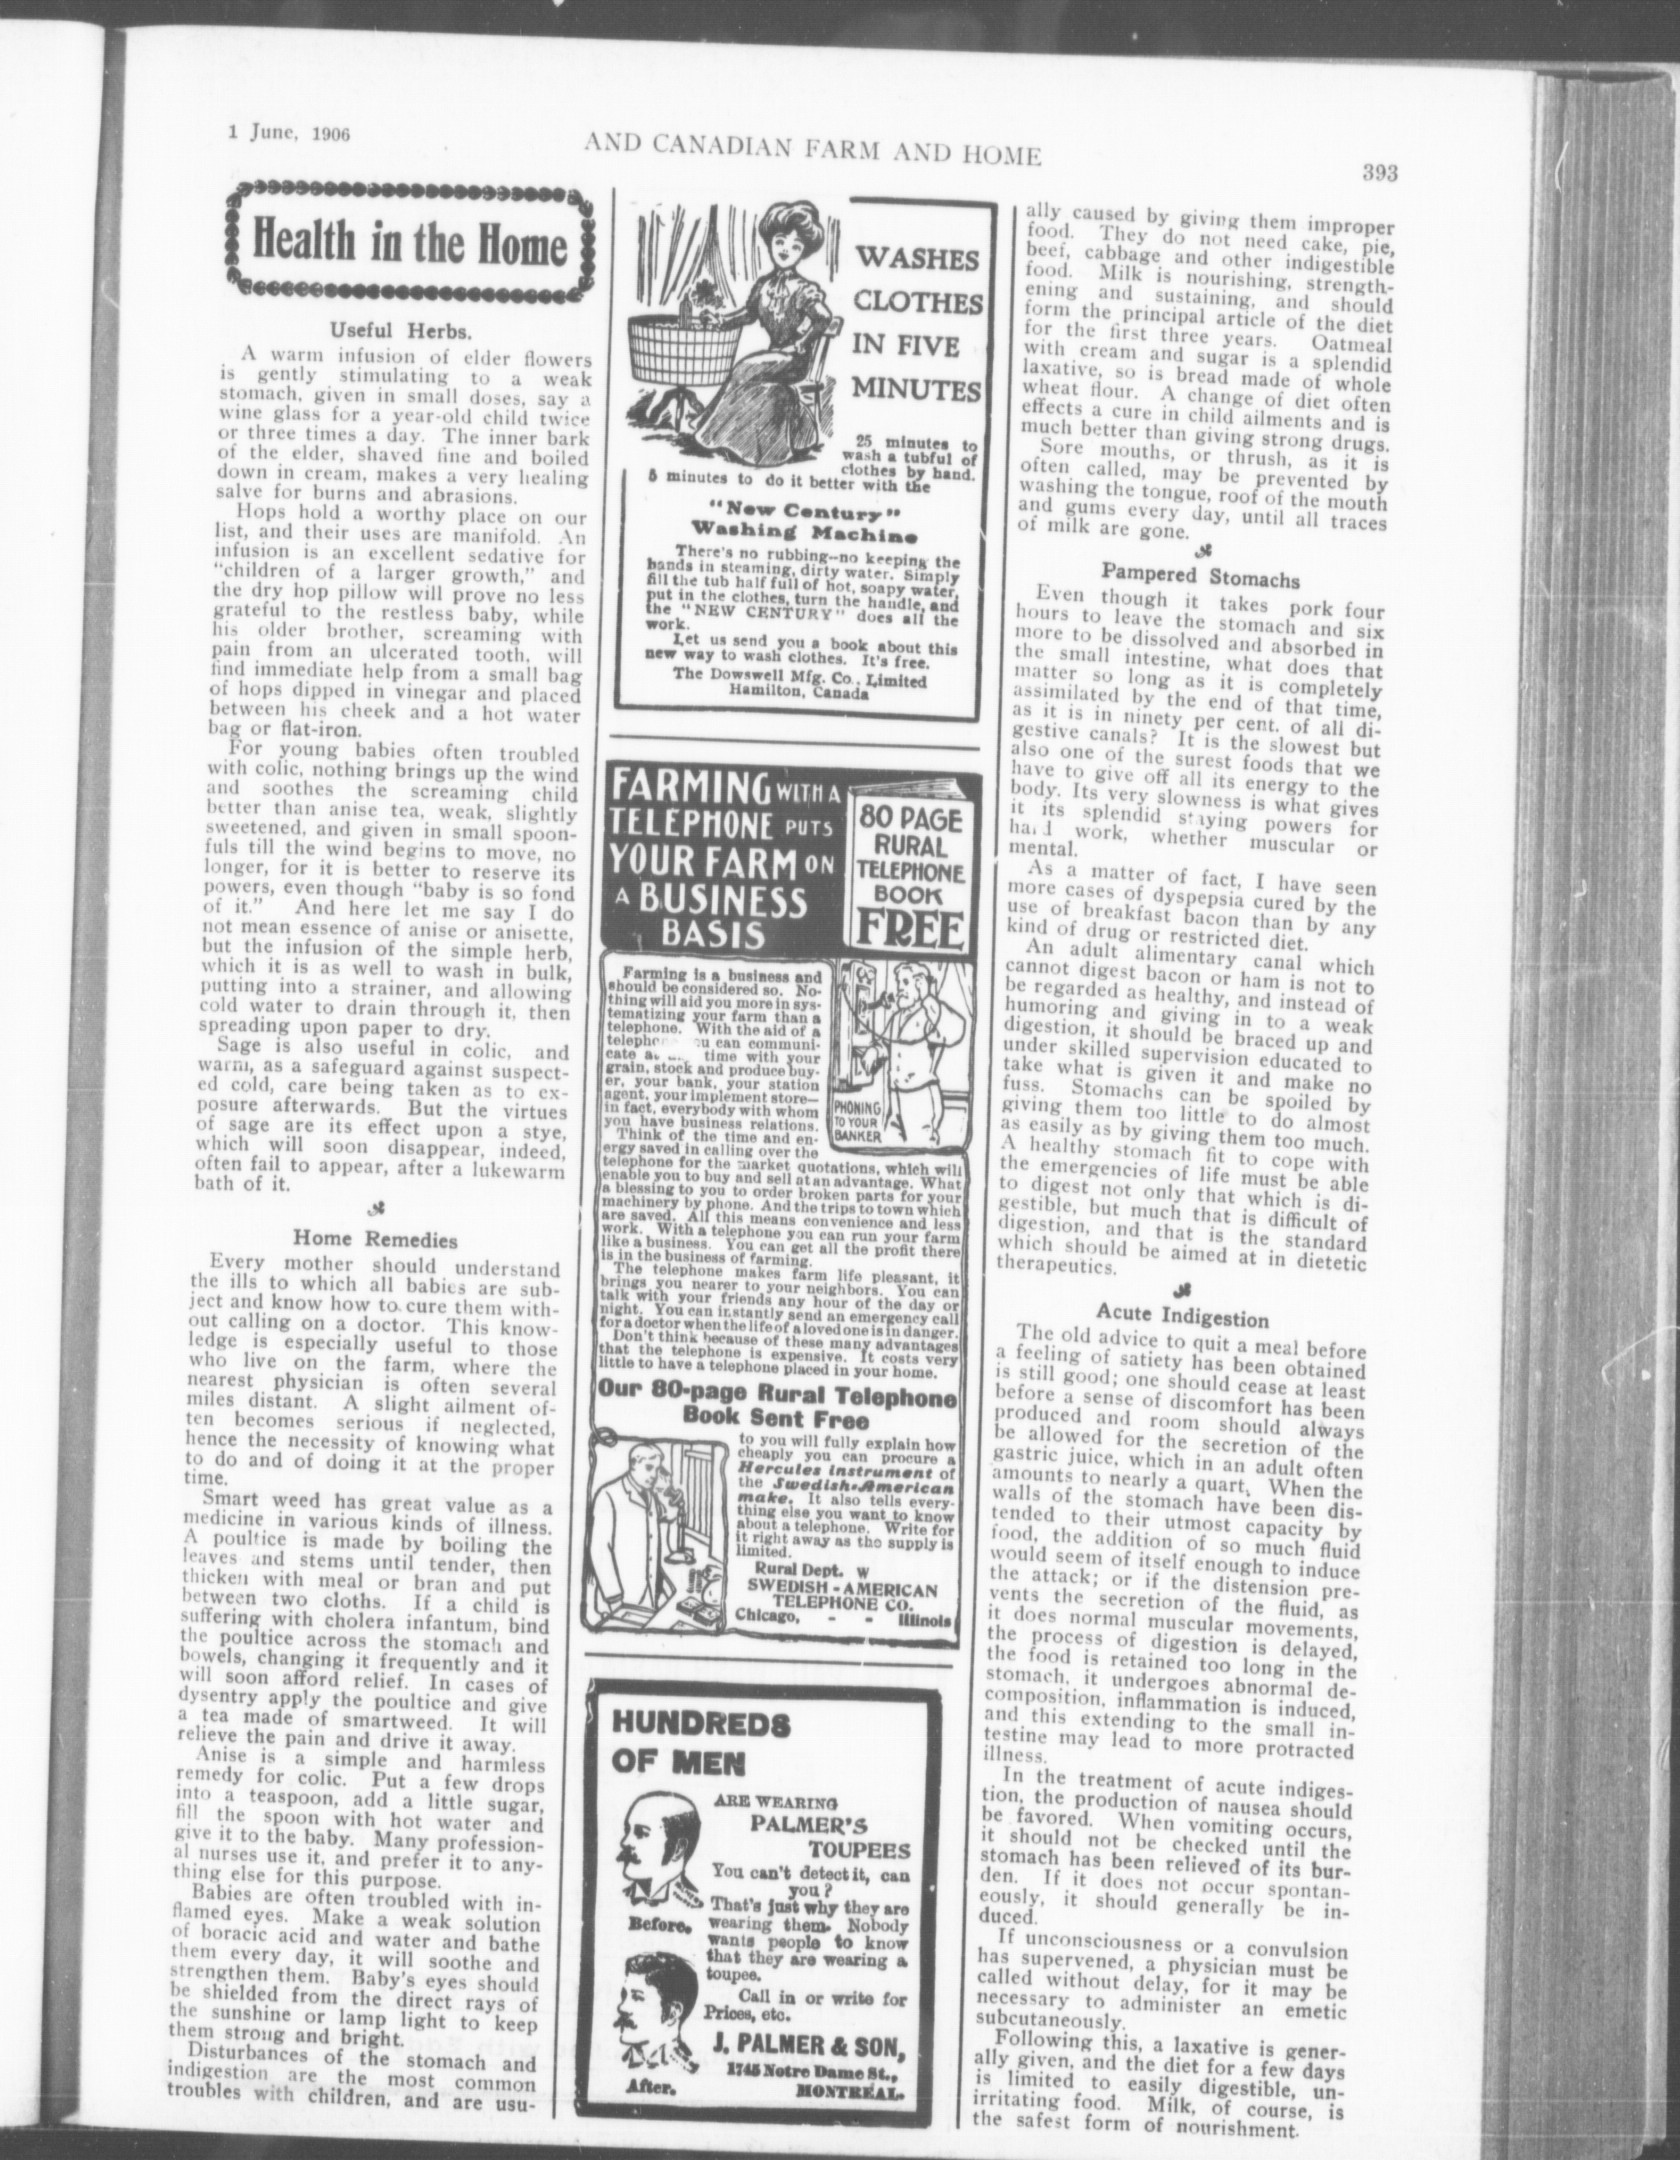 1 June, 1906
AND CANADIAN FARM AND HOME
393
Health in the Home
Useful Herbs.
A warm infusion of elder flowers
is gently stimulating to a weak
stomach, given in small doses, say a
wine glass for a year-old child twice
or three times a day. The inner bark
of the elder, shaved fine and boiled
down in cream, makes a very healing
salve for burns and abrasions.
Hops hold a worthy place on our
list, and their uses are manifold. An
infusion is an excellent sedative for
"children of a larger growth," and
the dry hop pillow will prove no less
grateful to the restless baby, while
his older brother, screaming with
pain from an ulcerated tooth, will
find immediate help from a small bag
of hops dipped in vinegar and placed
between his cheek and a hot water
bag or flat-iron.
For young babies often troubled
with colic, nothing brings up the wind
and soothes the screaming child
better than anise tea, weak, slightly
sweetened, and given in small spoon-
fuls till the wind begins to move, no
longer, for it is better to reserve its
powers, even though "baby is so fond
of it." And here let me say I do
not mean essence of anise or anisette,
but the infusion of the simple herb,
which it is as well to wash in bulk,
putting into a strainer, and allowing
cold water to drain through it, then
spreading upon paper to dry.
Sage is also useful in colic, and
warm, as a safeguard against suspect-
ed cold, care being taken as to ex-
posure afterwards. But the virtues
of sage are its effect upon a stye,
which will soon disappear, indeed,
often fail to appear, after a lukewarm
bath of it.
Home Remedies
Every mother should understand
the ills to which all babies are sub-
ject and know how to cure them with-
out calling on a doctor. This know-
ledge is especially useful to those
who live on the farm, where the
nearest physician is often several
miles distant. A slight ailment of-
ten becomes serious if neglected,
hence the necessity of knowing what
to do and of doing it at the proper
time.
Smart weed has great value as a
medicine in various kinds of illness.
A poultice is made by boiling the
leaves and stems until tender, then
thicken with meal or bran and put
between two cloths. If a child is
suffering with cholera infantum, bind
the poultice across the stomach and
bowels, changing it frequently and it
will soon afford relief. In cases of
dysentry apply the poultice and give
a tea made of smartweed. It will
relieve the pain and drive it away.
Anise is a simple and harmless
remedy for colic. Put a few drops
into a teaspoon, add a little sugar,
fill the spoon with hot water and
give it to the baby. Many profession-
al nurses use it, and prefer it to any-
thing else for this purpose.
Babies are often troubled with in-
flamed eyes. Make a weak solution
of boracic acid and water and bathe
them every day, it will soothe and
strengthen them. Baby's eyes should
be shielded from the direct rays of
the sunshine or lamp light to keep
them strong and bright.
Disturbances of the stomach and
indigestion are the most common
troubles with children, and are usu-
WASHES
CLOTHES
IN FIVE
MINUTES
25 minutes to
wash a tubful of
clothes by hand.
5 minutes to do it better with the
"New Century"
Washing Machine
There's no rubbing--no keeping the
hands in steaming, dirty water. Simply
fill the tub half full of hot, soapy water,
put in the clothes, turn the handle, and
the "NEW CENTURY" does all the
work.
Let us send you a book about this
new way to wash clothes. It's free.
The Dowswell Mfg. Co., Limited
Hamilton, Canada
FARMING WITH A
TELEPHONE PUTS
YOUR FARM ON
A BUSINESS
BASIS
80 PAGE
RURAL
TELEPHONE
BOOK
FREE
Farming is a business and
should be considered so. No-
thing will aid you more in sys-
tematizing your farm than a
telephone. With the aid of a
can communi-
cate time with your
grain, stock and produce buy-
er, your bank, your station
agent, your implement store—
in fact, everybody with whom
you have business relations.
Think of the time and en-
ergy saved in calling over the
telephone for the market quotations, which will
enable you to buy and sell at an advantage. What
a blessing to you to order broken parts for your
machinery by phone. And the trips to town which
are saved. All this means convenience and less
work. With a telephone you can run your farm
like a business. You can get all the profit there
is in the business of farming.
The telephone makes farm life pleasant, it
brings you nearer to your neighbors. You can
talk with your friends any hour of the day or
night. You can instantly send an emergency call
for a doctor when the life of a loved one is in danger.
Don't think because of these many advantages
that the telephone is expensive. It costs very
little to have a telephone placed in your home.
PHONING
TO YOUR
BANKER
Our 80-page Rural Telephone
Book Sent Free
to you will fully explain how
cheaply you can procure a
Hercules instrument of
the Swedish-American
make. It also tells every-
thing else you want to know
about a telephone. Write for
it right away as the supply is
limited.
Rural Dept. W
SWEDISH - AMERICAN
TELEPHONE CO.
Chicago, - - Illinois
HUNDREDS
OF MEN
ARE WEARING
PALMER'S
TOUPEES
You can't detect it, can
you?
That's just why they are
wearing them. Nobody
wants people to know
that they are wearing a
toupee.
Call in or write for
Prices, etc.
J. PALMER & SON,
1745 Notre Dame St.,
MONTREAL.
Before.
After.
ally caused by giving them improper
food. They do not need cake, pie,
beef, cabbage and other indigestible
food. Milk is nourishing, strength-
ening and sustaining, and should
form the principal article of the diet
for the first three years. Oatmeal
with cream and sugar is a splendid
laxative, so is bread made of whole
wheat flour. A change of diet often
effects a cure in child ailments and is
much better than giving strong drugs.
Sore mouths, or thrush, as it is
often called, may be prevented by
washing the tongue, roof of the mouth
and gums every day, until all traces
of milk are gone.
Pampered Stomachs
Even though it takes pork four
hours to leave the stomach and six
more to be dissolved and absorbed in
the small intestine, what does that
matter so long as it is completely
assimilated by the end of that time,
as it is in ninety per cent. of all di-
gestive canals? It is the slowest but
also one of the surest foods that we
have to give off all its energy to the
body. Its very slowness is what gives
it its splendid staying powers for
hard work, whether muscular or
mental.
As a matter of fact, I have seen
more cases of dyspepsia cured by the
use of breakfast bacon than by any
kind of drug or restricted diet.
An adult alimentary canal which
cannot digest bacon or ham is not to
be regarded as healthy, and instead of
humoring and giving in to a weak
digestion, it should be braced up and
under skilled supervision educated to
take what is given it and make no
fuss. Stomachs can be spoiled by
giving them too little to do almost
as easily as by giving them too much.
A healthy stomach fit to cope with
the emergencies of life must be able
to digest not only that which is di-
gestible, but much that is difficult of
digestion, and that is the standard
which should be aimed at in dietetic
therapeutics.
Acute Indigestion
The old advice to quit a meal before
a feeling of satiety has been obtained
is still good; one should cease at least
before a sense of discomfort has been
produced and room should always
be allowed for the secretion of the
gastric juice, which in an adult often
amounts to nearly a quart. When the
walls of the stomach have been dis-
tended to their utmost capacity by
food, the addition of so much fluid
would seem of itself enough to induce
the attack; or if the distension pre-
vents the secretion of the fluid, as
it does normal muscular movements,
the process of digestion is delayed,
the food is retained too long in the
stomach, it undergoes abnormal de-
composition, inflammation is induced,
and this extending to the small in-
testine may lead to more protracted
illness.
In the treatment of acute indiges-
tion, the production of nausea should
be favored. When vomiting occurs,
it should not be checked until the
stomach has been relieved of its bur-
den. If it does not occur spontan-
eously, it should generally be in-
duced.
If unconsciousness or a convulsion
has supervened, a physician must be
called without delay, for it may be
necessary to administer an emetic
subcutaneously.
Following this, a laxative is gener-
ally given, and the diet for a few days
is limited to easily digestible, un-
irritating food. Milk, of course, is
the safest form of nourishment.